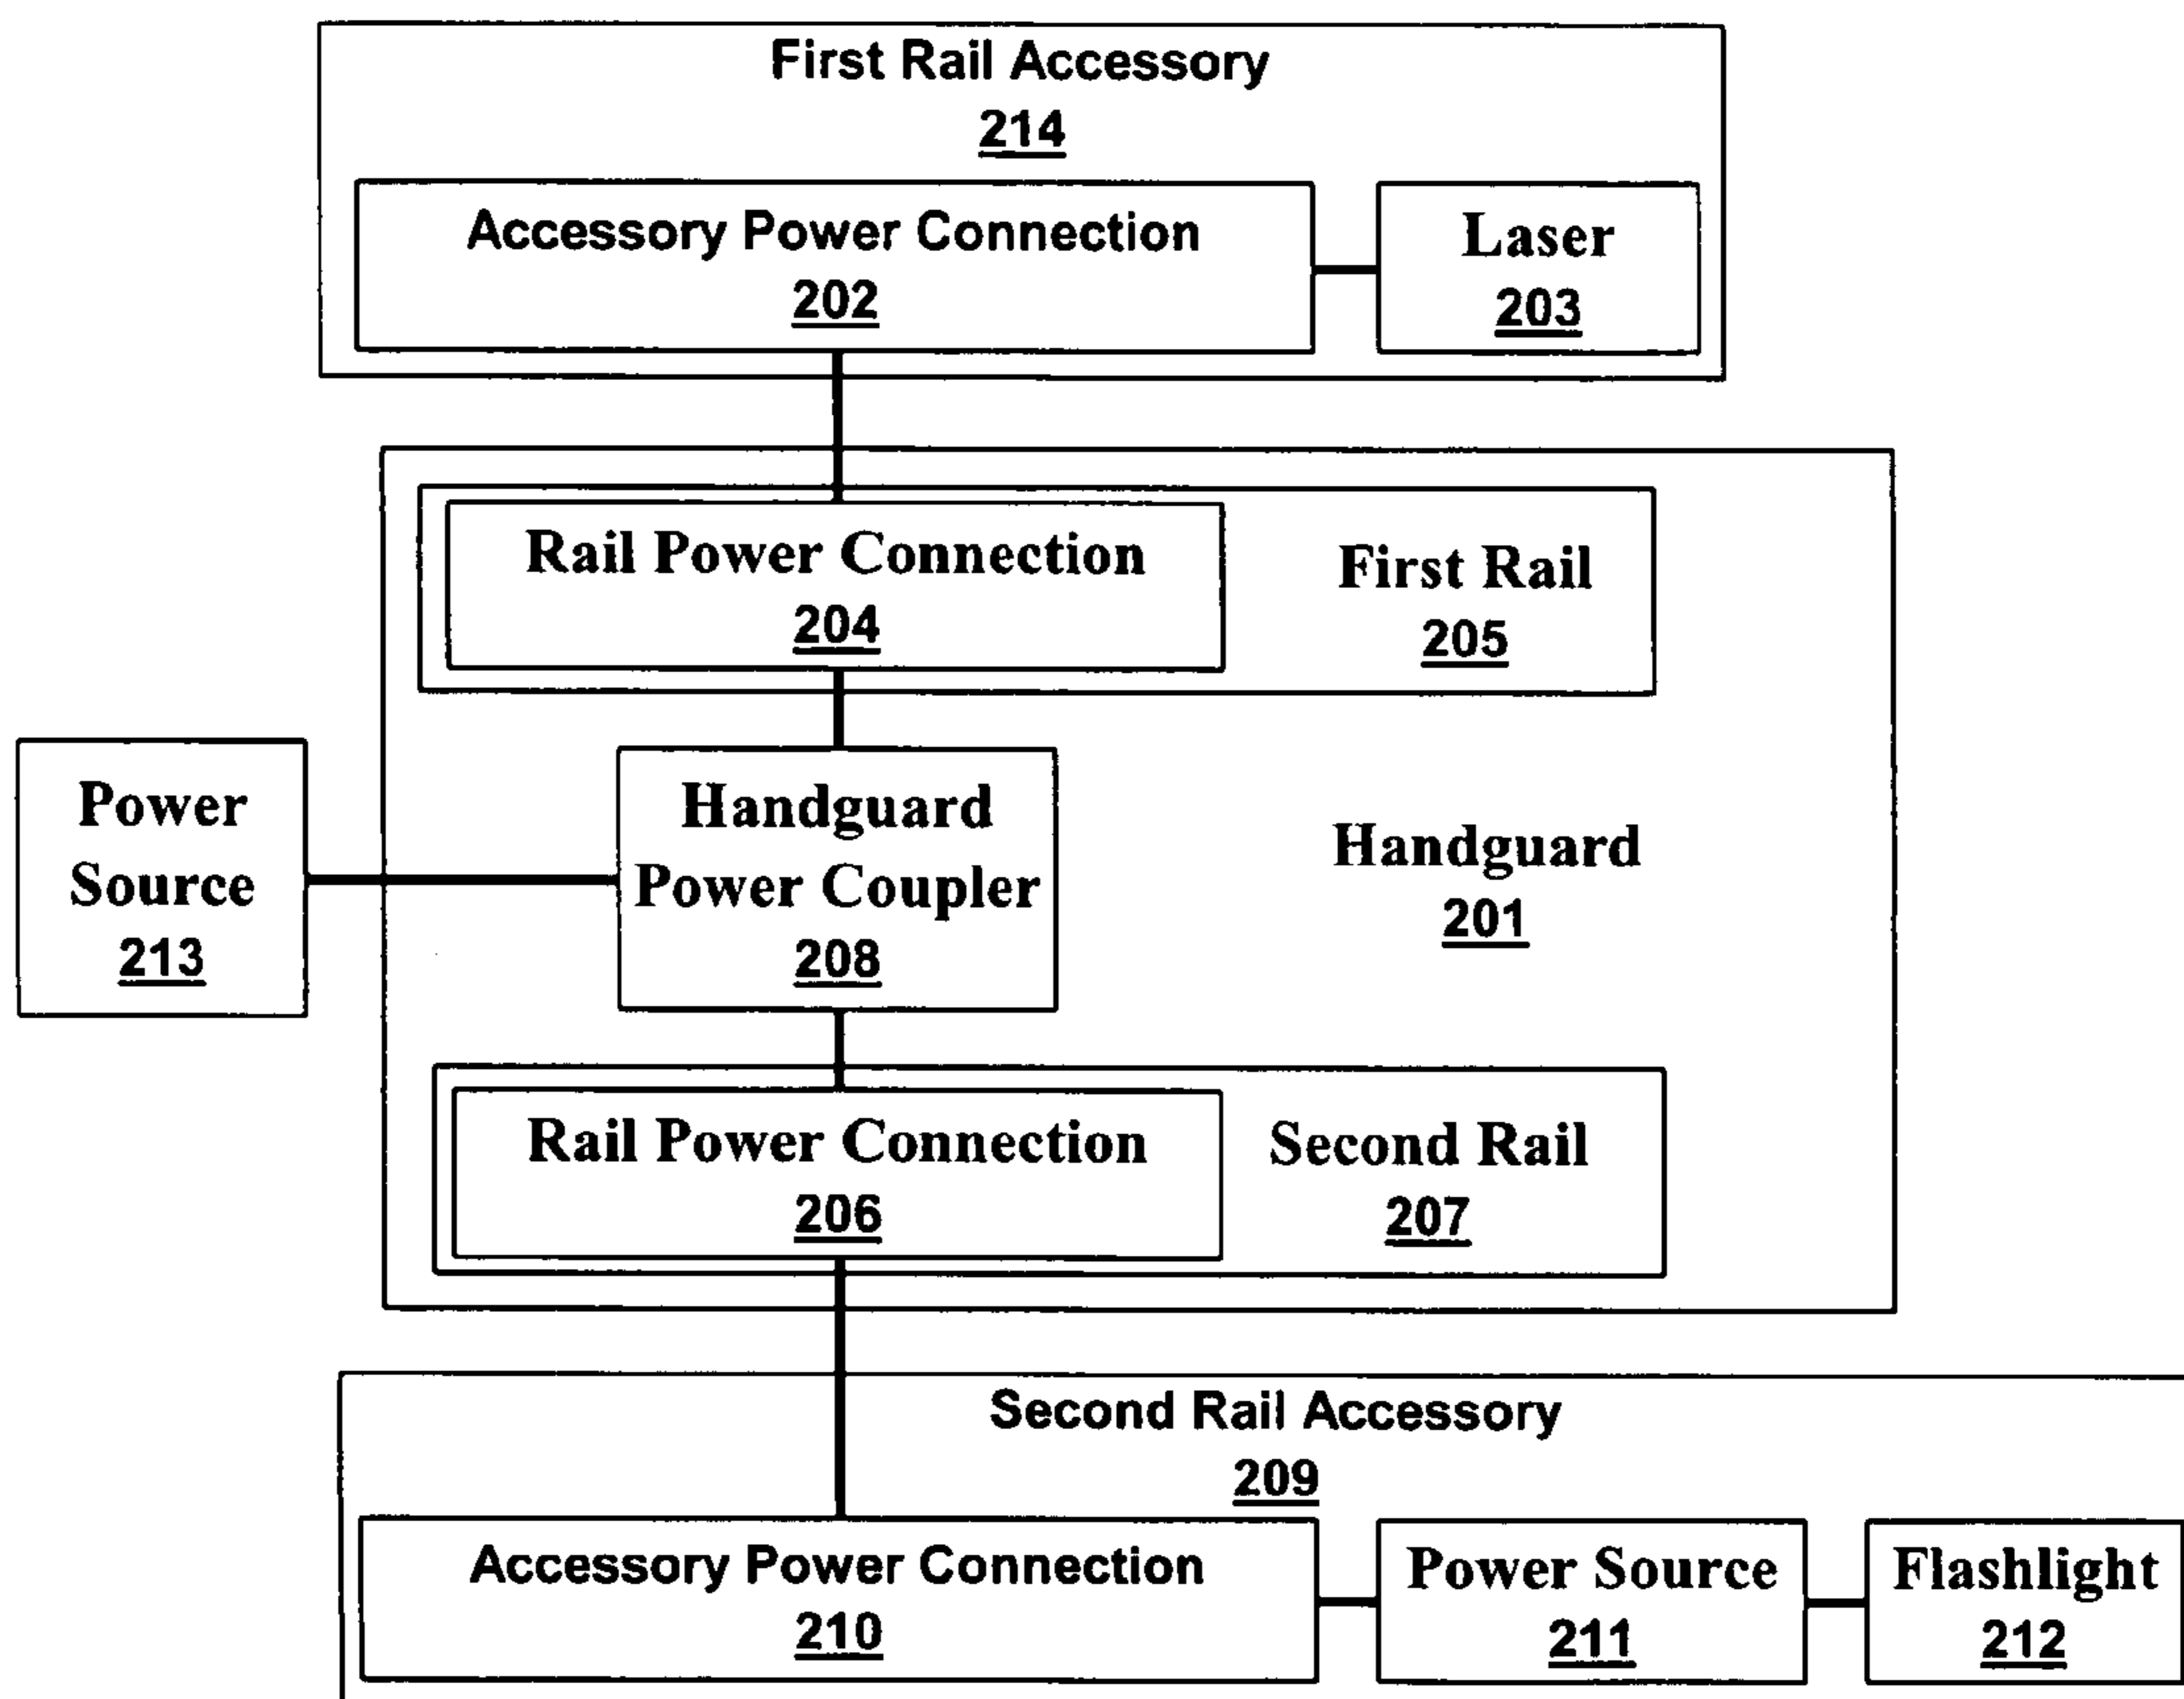 First Rail Accessory
214
Accessory Power Connection
202
Laser
203
Rail Power Connection
204
First Rail
205
Power
Source
213
Handguard
Power Coupler
208
Handguard
201
Rail Power Connection
206
Second Rail
207
Second Rail Accessory
209
Accessory Power Connection
210
Power Source
211
Flashlight
212